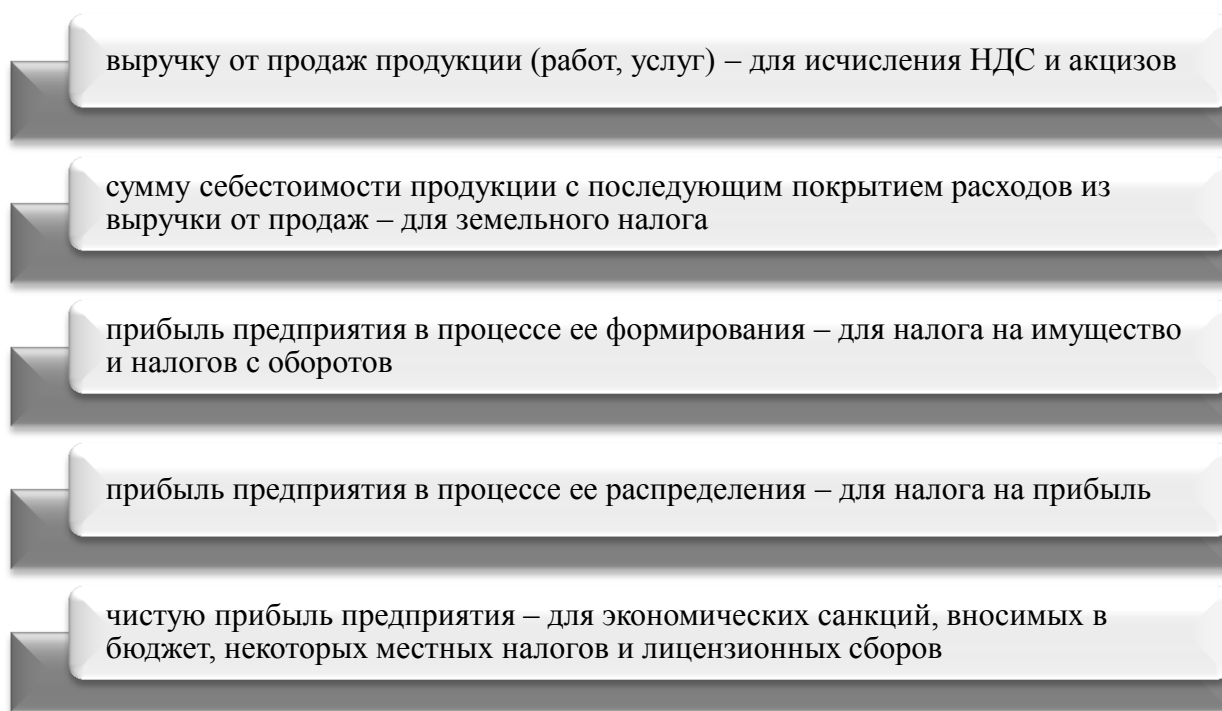 выручку от продаж продукции (работ, услуг) – для исчисления НДС и акцизов
сумму себестоимости продукции с последующим покрытием расходов из
выручки от продаж – для земельного налога
прибыль предприятия в процессе ее формирования – для налога на имущество
и налогов с оборотов
прибыль предприятия в процессе ее распределения – для налога на прибыль
чистую прибыль предприятия – для экономических санкций, вносимых в
бюджет, некоторых местных налогов и лицензионных сборов